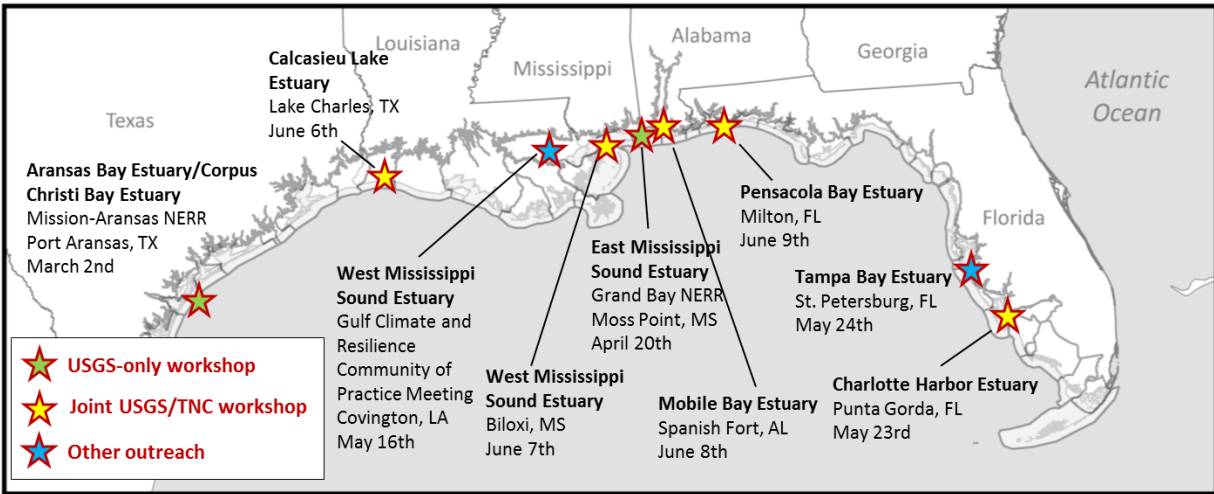 Louisiana
Alabama
Georgia
Mississippi
Texas
Atlantic
Ocean
Florida
Calcasieu Lake
Estuary
Lake Charles, TX
June 6th
Aransas Bay Estuary/Corpus
Christi Bay Estuary
Mission-Aransas NERR
Port Aransas, TX
March 2nd
West Mississippi
Sound Estuary
Gulf Climate and
Resilience
Community of
Practice Meeting
Covington, LA
May 16th
West Mississippi
Sound Estuary
Biloxi, MS
June 7th
East Mississippi
Sound Estuary
Grand Bay NERR
Moss Point, MS
April 20th
Mobile Bay Estuary
Spanish Fort, AL
June 8th
Pensacola Bay Estuary
Milton, FL
June 9th
Tampa Bay Estuary
St. Petersburg, FL
May 24th
Charlotte Harbor Estuary
Punta Gorda, FL
May 23rd
USGS-only workshop
Joint USGS/TNC workshop
Other outreach